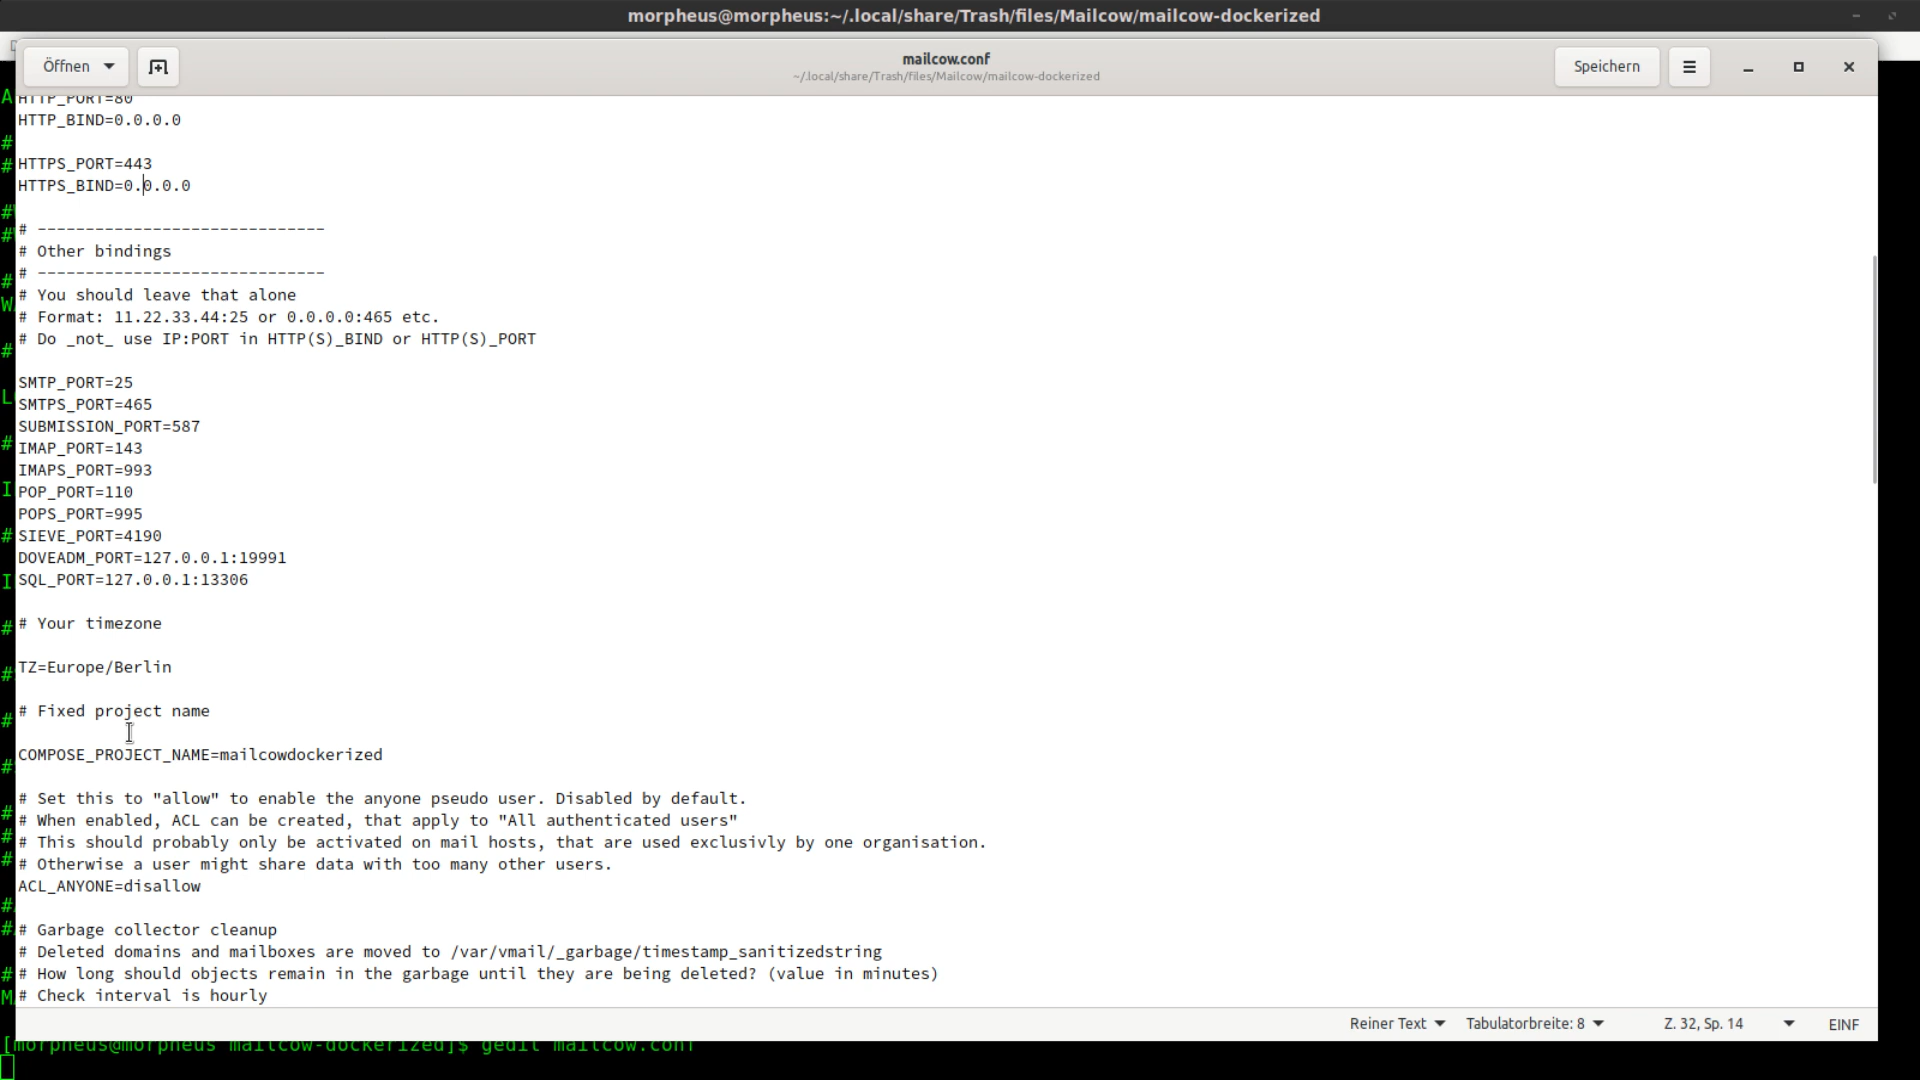 morpheus@morpheus:~/.local/share/Trash/files/Mailcow/mailcow-dockerized
Öffnen
mailcow.conf
~/.local/share/Trash/files/Mailcow/mailcow-dockerized
Speichern
HTTP_PORT=80
HTTP_BIND=0.0.0.0
HTTPS_PORT=443
HTTPS_BIND=0.0.0.0
# ------------------------------
# Other bindings
# ------------------------------
# You should leave that alone
# Format: 11.22.33.44:25 or 0.0.0.0:465 etc.
# Do _not_ use IP:PORT in HTTP(S)_BIND or HTTP(S)_PORT
SMTP_PORT=25
SMTPS_PORT=465
SUBMISSION_PORT=587
IMAP_PORT=143
IMAPS_PORT=993
POP_PORT=110
POPS_PORT=995
SIEVE_PORT=4190
DOVEADM_PORT=127.0.0.1:19991
SQL_PORT=127.0.0.1:13306
# Your timezone
TZ=Europe/Berlin
# Fixed project name
COMPOSE_PROJECT_NAME=mailcowdockerized
# Set this to "allow" to enable the anyone pseudo user. Disabled by default.
# When enabled, ACL can be created, that apply to "All authenticated users"
# This should probably only be activated on mail hosts, that are used exclusivly by one organisation.
# Otherwise a user might share data with too many other users.
ACL_ANYONE=disallow
# Garbage collector cleanup
# Deleted domains and mailboxes are moved to /var/vmail/_garbage/timestamp_sanitizedstring
# How long should objects remain in the garbage until they are being deleted? (value in minutes)
# Check interval is hourly
Reiner Text
Tabulatorbreite: 8
Z. 32, Sp. 14
EINF
[morpheus@morpheus mailcow-dockerized]$ gedit mailcow.conf